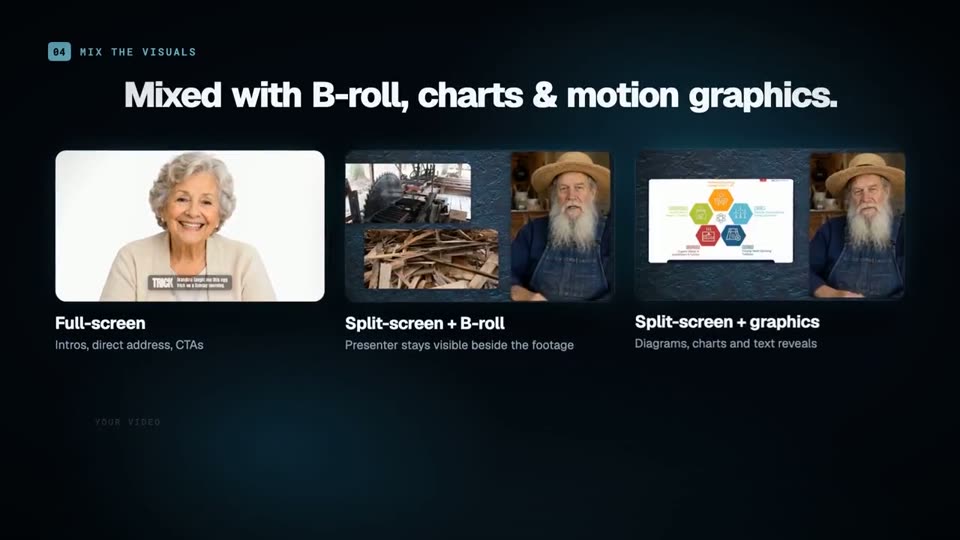 04 MIX THE VISUALS
Mixed with B-roll, charts & motion graphics.
TRICK
Full-screen
Intros, direct address, CTAs
Split-screen + B-roll
Presenter stays visible beside the footage
Split-screen + graphics
Diagrams, charts and text reveals
YOUR VIDEO